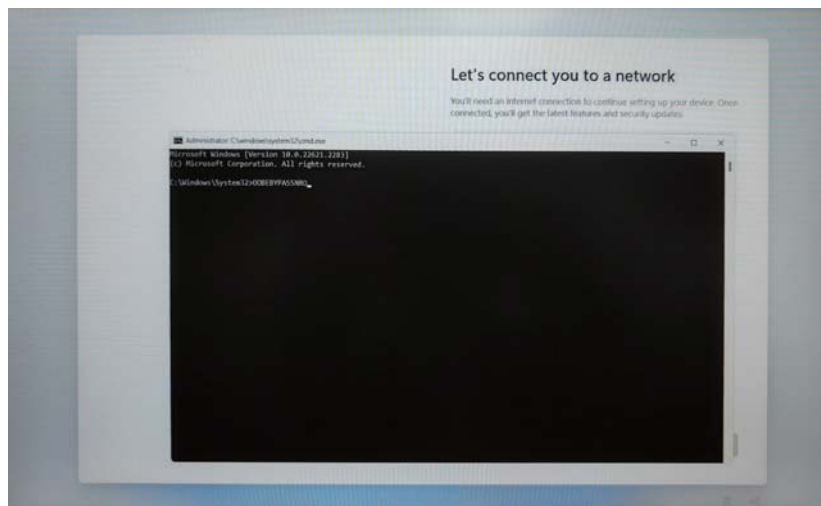 Let's connect you to a network
You'll need an internet connection to continue setting up your device. Once
connected, you'll get the latest features and security updates.
Administrator: C:\windows\system32\cmd.exe
Microsoft Windows [Version 10.0.22621.2283]
(c) Microsoft Corporation. All rights reserved.
C:\Windows\System32>OOBEBYPASSNRO_